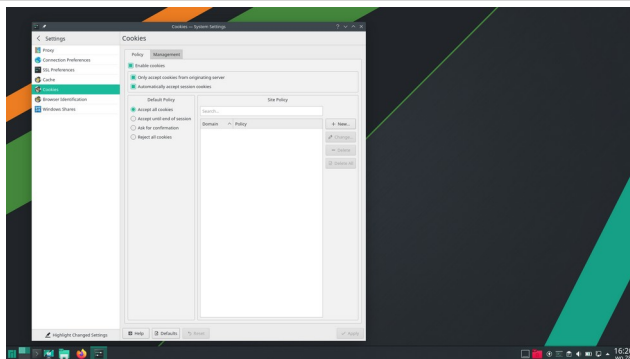 Cookies — System Settings
Settings
Cookies
Proxy
Connection Preferences
SSL Preferences
Cache
Cookies
Browser Identification
Windows Shares
Policy
Management
Enable cookies
Only accept cookies from originating server
Automatically accept session cookies
Default Policy
Accept all cookies
Accept until end of session
Ask for confirmation
Reject all cookies
Site Policy
Search...
Domain
Policy
New...
Change...
Delete
Delete All
Highlight Changed Settings
Help
Defaults
Reset
Apply